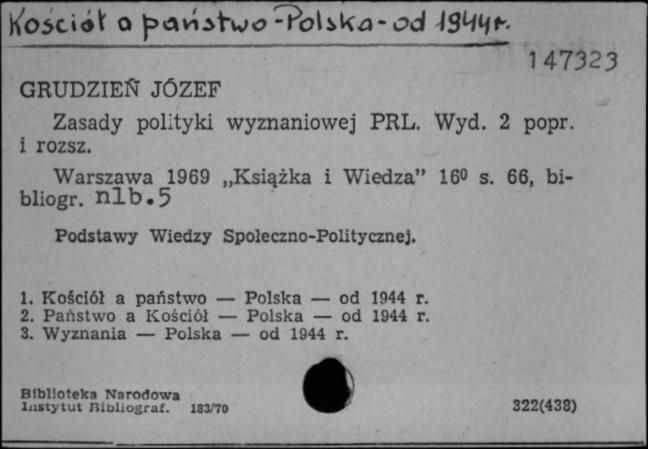 Kościół a państwo - Polska - od 1944 r.
147323
GRUDZIEŃ JÓZEF
Zasady polityki wyznaniowej PRL. Wyd. 2 popr.
i rozsz.
Warszawa 1969 „Książka i Wiedza” 16⁰ s. 66, bi-
bliogr. nlb. 5
Podstawy Wiedzy Społeczno-Politycznej.
1. Kościół a państwo — Polska — od 1944 r.
2. Państwo a Kościół — Polska — od 1944 r.
3. Wyznania — Polska — od 1944 r.
Biblioteka Narodowa
Instytut Bibliograf. 183/70
322(438)